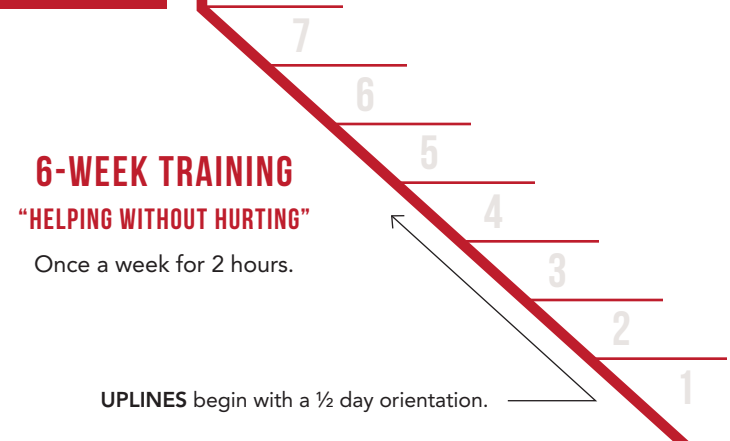 7
6
5
6-WEEK TRAINING
“HELPING WITHOUT HURTING”
4
Once a week for 2 hours.
3
2
1
UPLINES begin with a ½ day orientation.